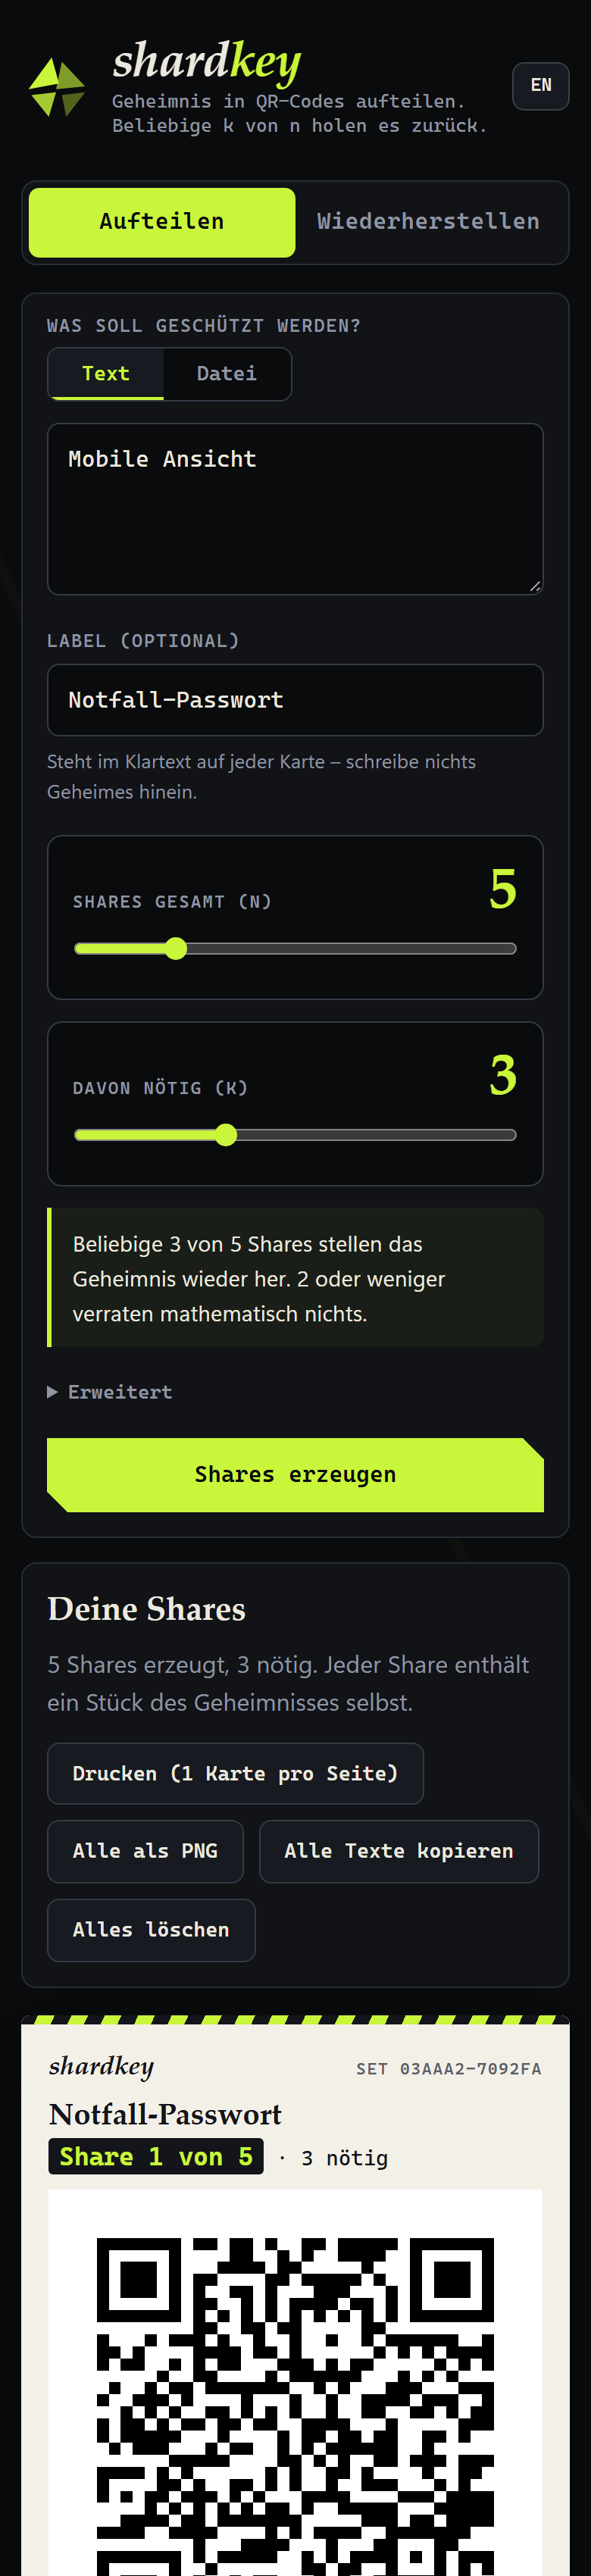 shardkey
Geheimnis in QR-Codes aufteilen.
Beliebige k von n holen es zurück.
EN
Aufteilen
Wiederherstellen
WAS SOLL GESCHÜTZT WERDEN?
Text
Datei
Mobile Ansicht
LABEL (OPTIONAL)
Notfall-Passwort
Steht im Klartext auf jeder Karte – schreibe nichts
Geheimes hinein.
SHARES GESAMT (N)
5
DAVON NÖTIG (K)
3
Beliebige 3 von 5 Shares stellen das
Geheimnis wieder her. 2 oder weniger
verraten mathematisch nichts.
Erweitert
Shares erzeugen
Deine Shares
5 Shares erzeugt, 3 nötig. Jeder Share enthält
ein Stück des Geheimnisses selbst.
Drucken (1 Karte pro Seite)
Alle als PNG
Alle Texte kopieren
Alles löschen
shardkey
SET 03AAA2-7092FA
Notfall-Passwort
Share 1 von 5 · 3 nötig